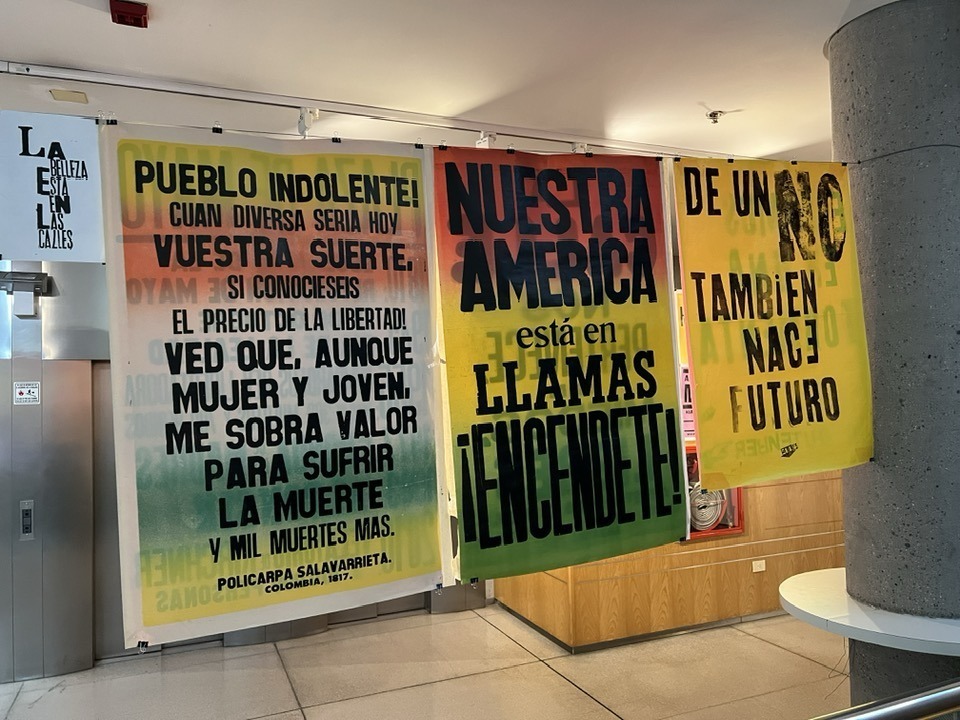 LA
BELLEZA
ESTA
EN
LAS
CALLES
PUEBLO INDOLENTE!
CUAN DIVERSA SERIA HOY
VUESTRA SUERTE,
SI CONOCIESEIS
EL PRECIO DE LA LIBERTAD!
VED QUE, AUNQUE
MUJER Y JOVEN,
ME SOBRA VALOR
PARA SUFRIR
LA MUERTE
Y MIL MUERTES MAS.
POLICARPA SALAVARRIETA.
COLOMBIA, 1817.
NUESTRA
AMERICA
está en
LLAMAS
¡ENCENDETE!
DE UN NO
TAMBiEN
NACE
FUTURO